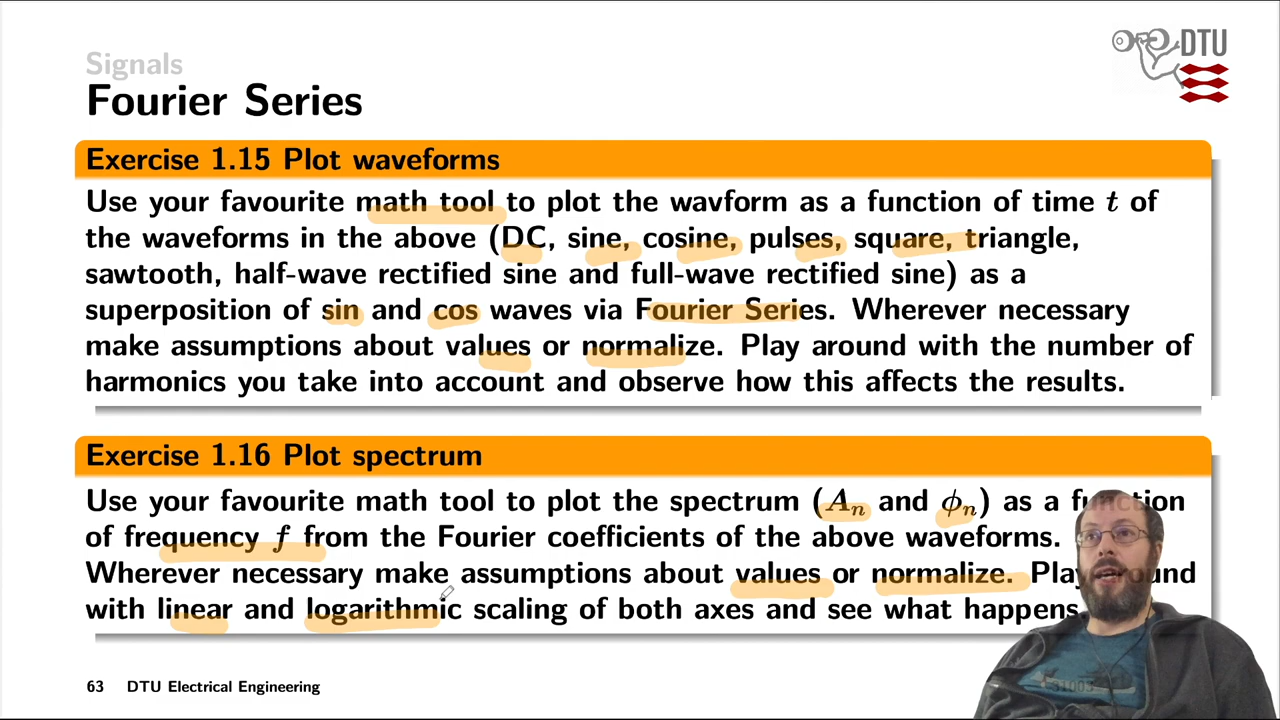 Signals
Fourier Series
DTU
Exercise 1.15 Plot waveforms
Use your favourite math tool to plot the wavform as a function of time t of
the waveforms in the above (DC, sine, cosine, pulses, square, triangle,
sawtooth, half-wave rectified sine and full-wave rectified sine) as a
superposition of sin and cos waves via Fourier Series. Wherever necessary
make assumptions about values or normalize. Play around with the number of
harmonics you take into account and observe how this affects the results.
Exercise 1.16 Plot spectrum
Use your favourite math tool to plot the spectrum (Aₙ and ϕₙ) as a function
of frequency f from the Fourier coefficients of the above waveforms.
Wherever necessary make assumptions about values or normalize. Play around
with linear and logarithmic scaling of both axes and see what happens.
63 DTU Electrical Engineering